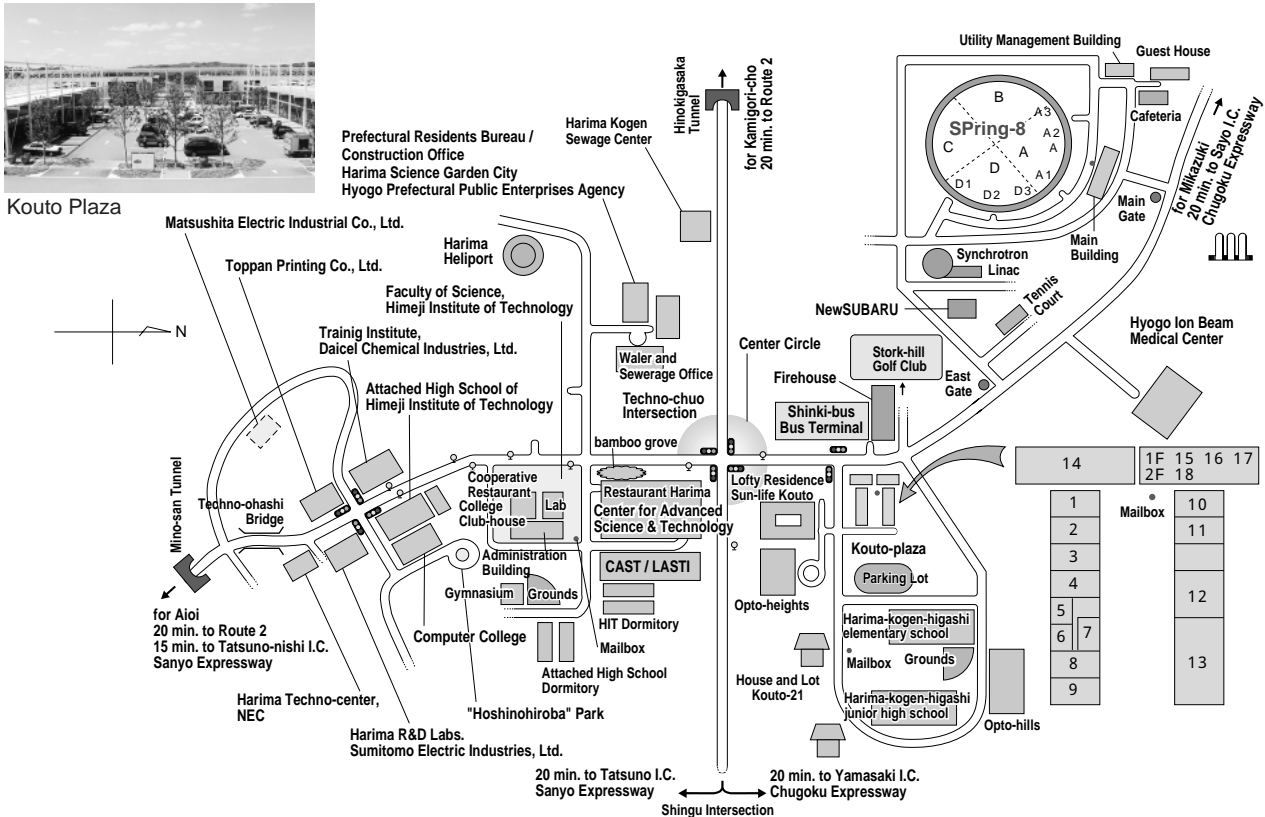 Kouto Plaza
Utility Management Building
Guest House
Cafeteria
SPring-8
B
C
A
D
A3
A2
A
A1
D1
D2
D3
Main
Gate
Main
Building
for Mikazuki
20 min. to Sayo I.C.
Chugoku Expressway
Hinokigasaka
Tunnel
for Kamigori-cho
20 min. to Route 2
Harima Kogen
Sewage Center
Prefectural Residents Bureau /
Construction Office
Harima Science Garden City
Hyogo Prefectural Public Enterprises Agency
Matsushita Electric Industrial Co., Ltd.
Harima
Heliport
Toppan Printing Co., Ltd.
Faculty of Science,
Himeji Institute of Technology
N
Trainig Institute,
Daicel Chemical Industries, Ltd.
Attached High School of
Himeji Institute of Technology
Waler and
Sewerage Office
Techno-chuo
Intersection
bamboo grove
Center Circle
Synchrotron
Linac
NewSUBARU
Tennis
Court
Hyogo Ion Beam
Medical Center
Stork-hill
Golf Club
Firehouse
East
Gate
Shinki-bus
Bus Terminal
Mino-san Tunnel
Techno-ohashi
Bridge
Cooperative
Restaurant
College
Club-house
Lab
Restaurant Harima
Center for Advanced
Science & Technology
Lofty Residence
Sun-life Kouto
Administration
Building
Gymnasium
Grounds
CAST / LASTI
HIT Dormitory
Mailbox
Attached High School
Dormitory
Computer College
"Hoshinohiroba" Park
Opto-heights
Kouto-plaza
Parking Lot
Harima-kogen-higashi
elementary school
Mailbox
Grounds
Harima-kogen-higashi
junior high school
House and Lot
Kouto-21
Opto-hills
for Aioi
20 min. to Route 2
15 min. to Tatsuno-nishi I.C.
Sanyo Expressway
Harima Techno-center,
NEC
Harima R&D Labs.
Sumitomo Electric Industries, Ltd.
20 min. to Tatsuno I.C.
Sanyo Expressway
20 min. to Yamasaki I.C.
Chugoku Expressway
Shingu Intersection
14
1F 15 16 17
2F 18
Mailbox
1
2
3
4
5
6
7
8
9
10
11
12
13